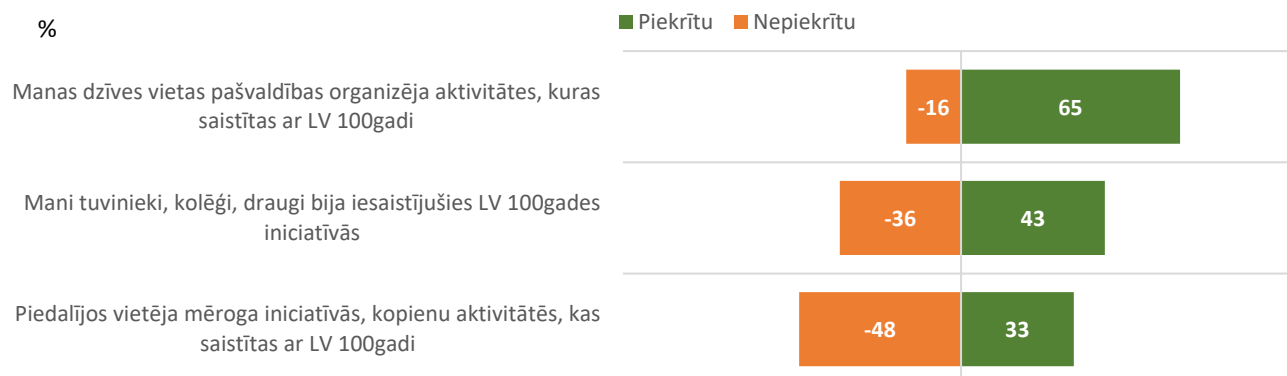 %
Piekrītu Nepiekrītu
Manas dzīves vietas pašvaldības organizēja aktivitātes, kuras
saistītas ar LV 100gadi
-16 65
Mani tuvinieki, kolēģi, draugi bija iesaistījušies LV 100gades
iniciatīvās
-36 43
Piedalījos vietēja mēroga iniciatīvās, kopienu aktivitātēs, kas
saistītas ar LV 100gadi
-48 33